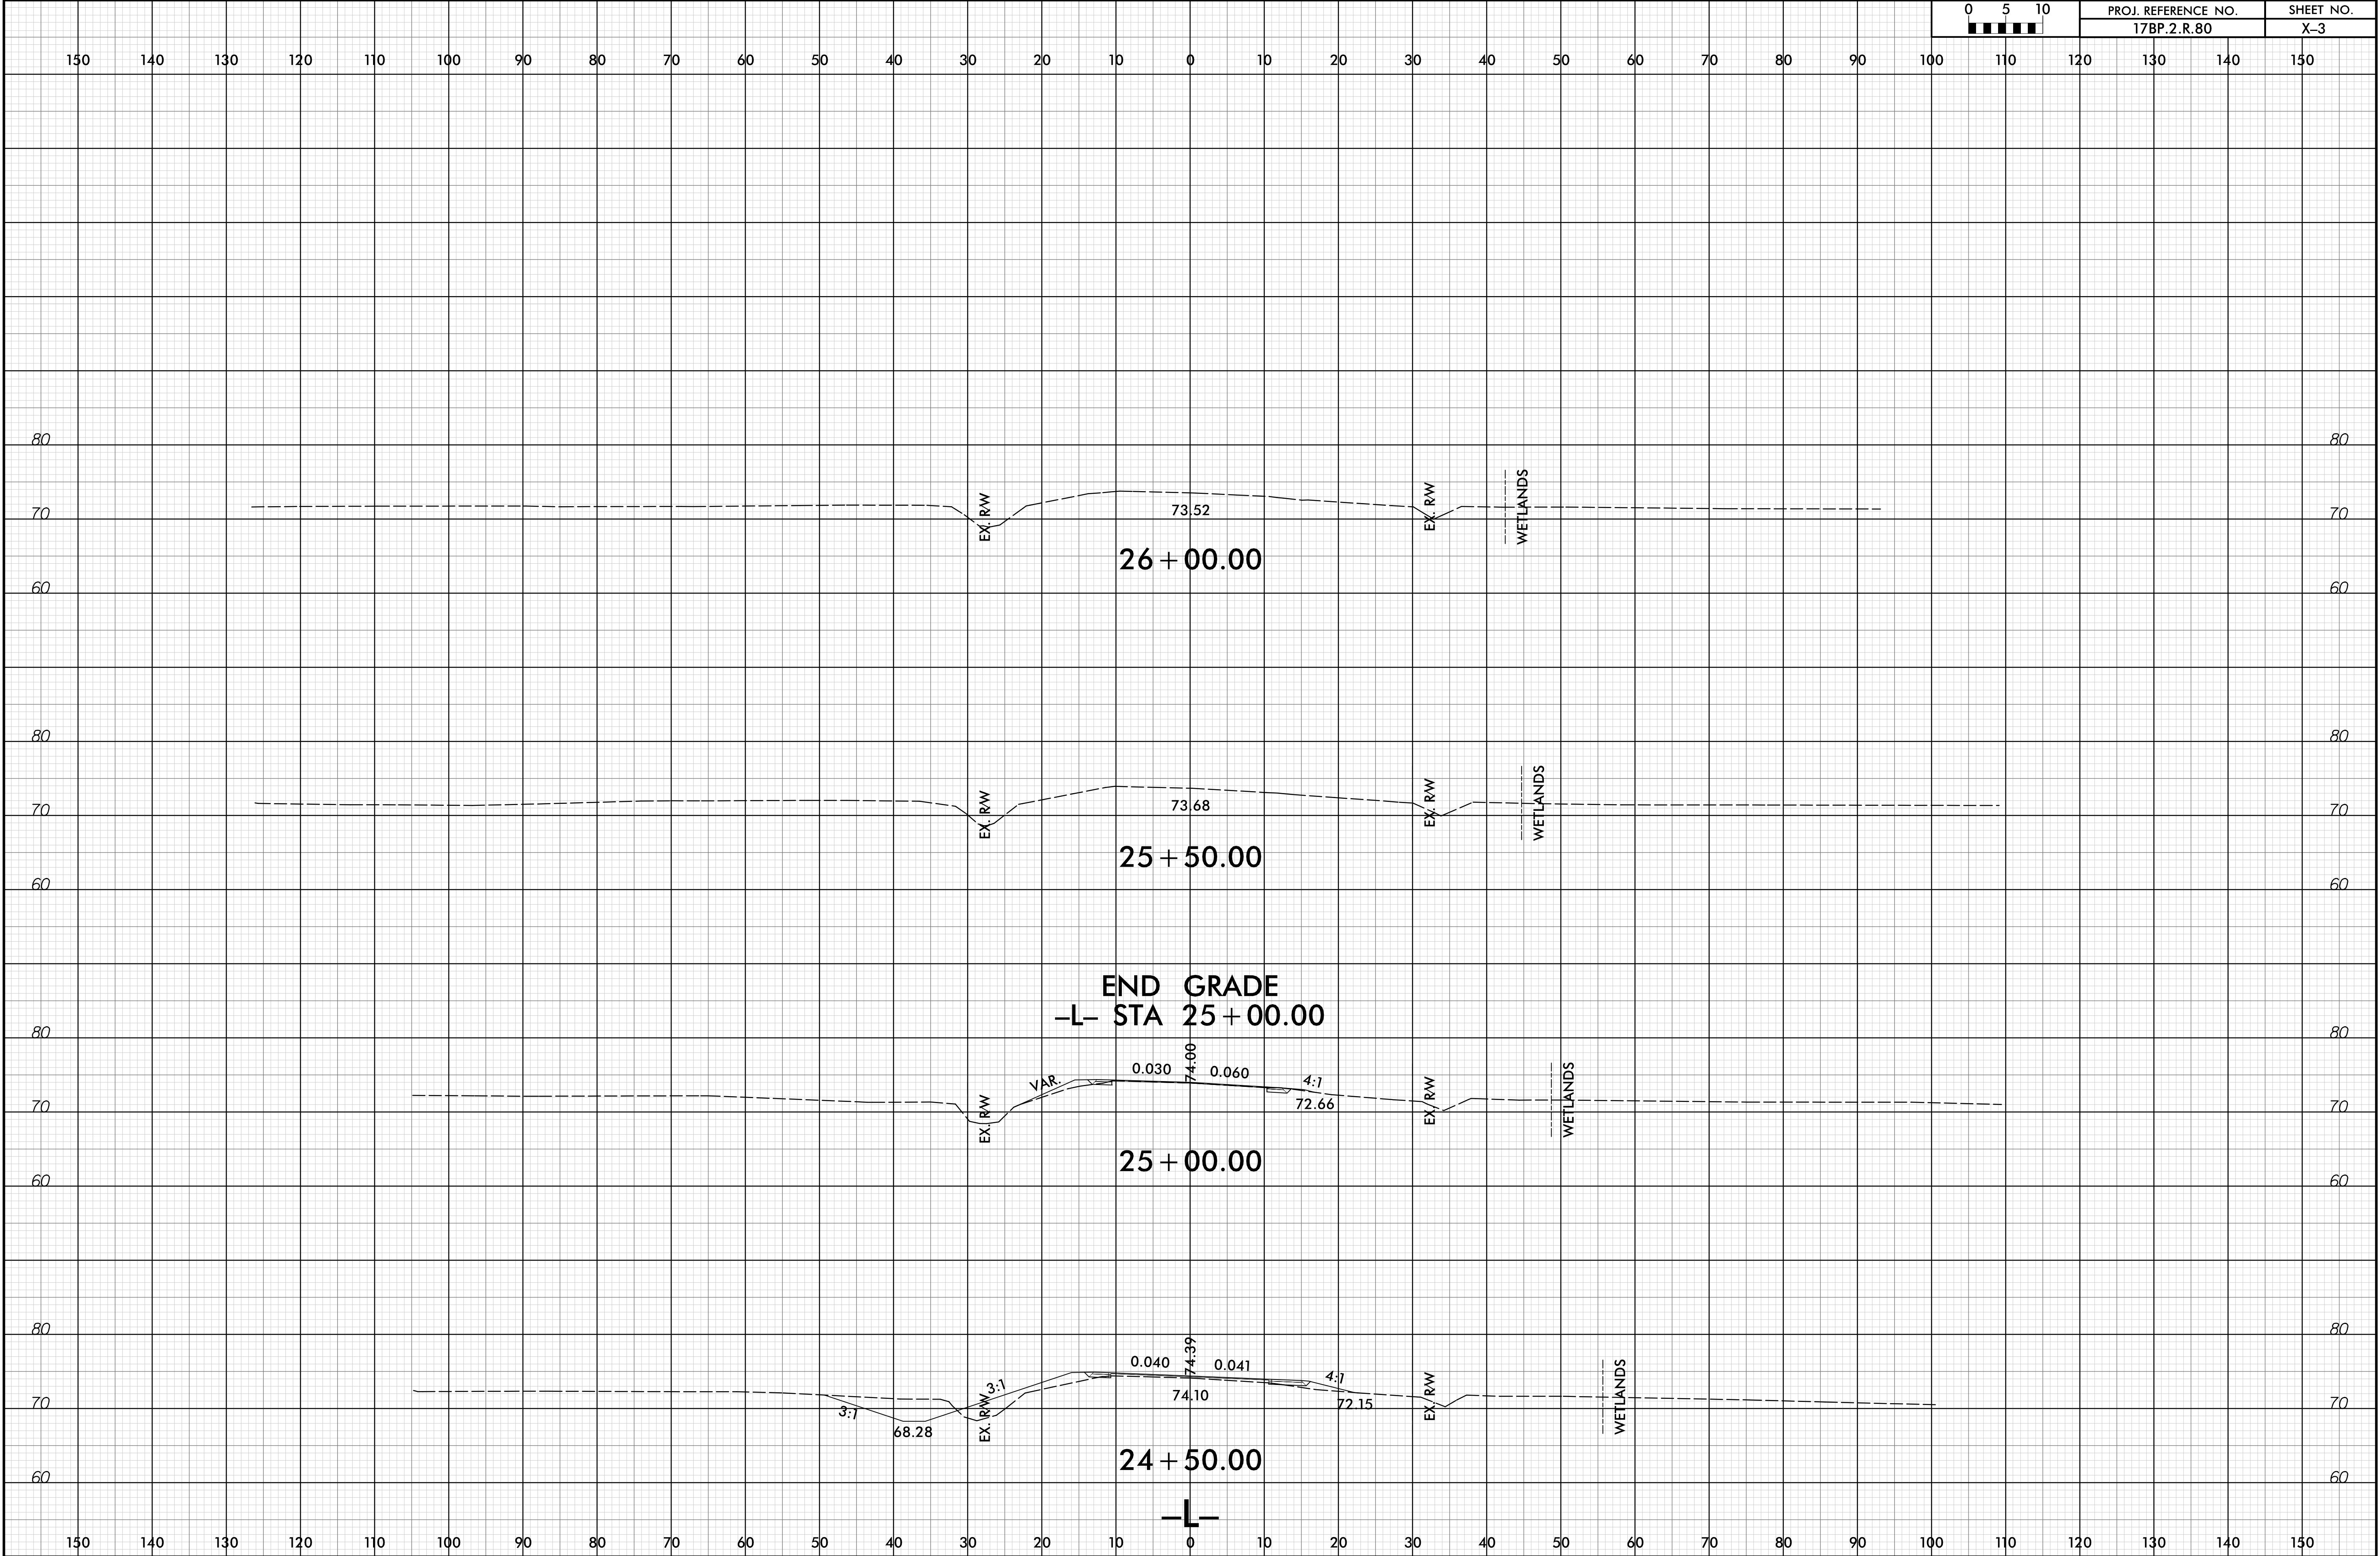 0 5 10
PROJ. REFERENCE NO. SHEET NO.
17BP.2.R.80 X–3
150 140 130 120 110 100 90 80 70 60 50 40 30 20 10 0 10 20 30 40 50 60 70 80 90 100 110 120 130 140 150
80 80
EX. R/W EX. R/W WETLANDS
70 73.52 70
26+00.00
60 60
80 80
EX. R/W EX. R/W WETLANDS
70 73.68 70
25+50.00
60 60
END GRADE
–L– STA 25+00.00
80 80
74.00
VAR. 0.030 0.060 4:1
EX. R/W EX. R/W WETLANDS
70 72.66 70
25+00.00
60 60
80 80
74.39
0.040 0.041
3:1 4:1
EX. R/W EX. R/W WETLANDS
70 3:1 74.10 72.15 70
68.28
24+50.00
60 60
–L–
150 140 130 120 110 100 90 80 70 60 50 40 30 20 10 0 10 20 30 40 50 60 70 80 90 100 110 120 130 140 150